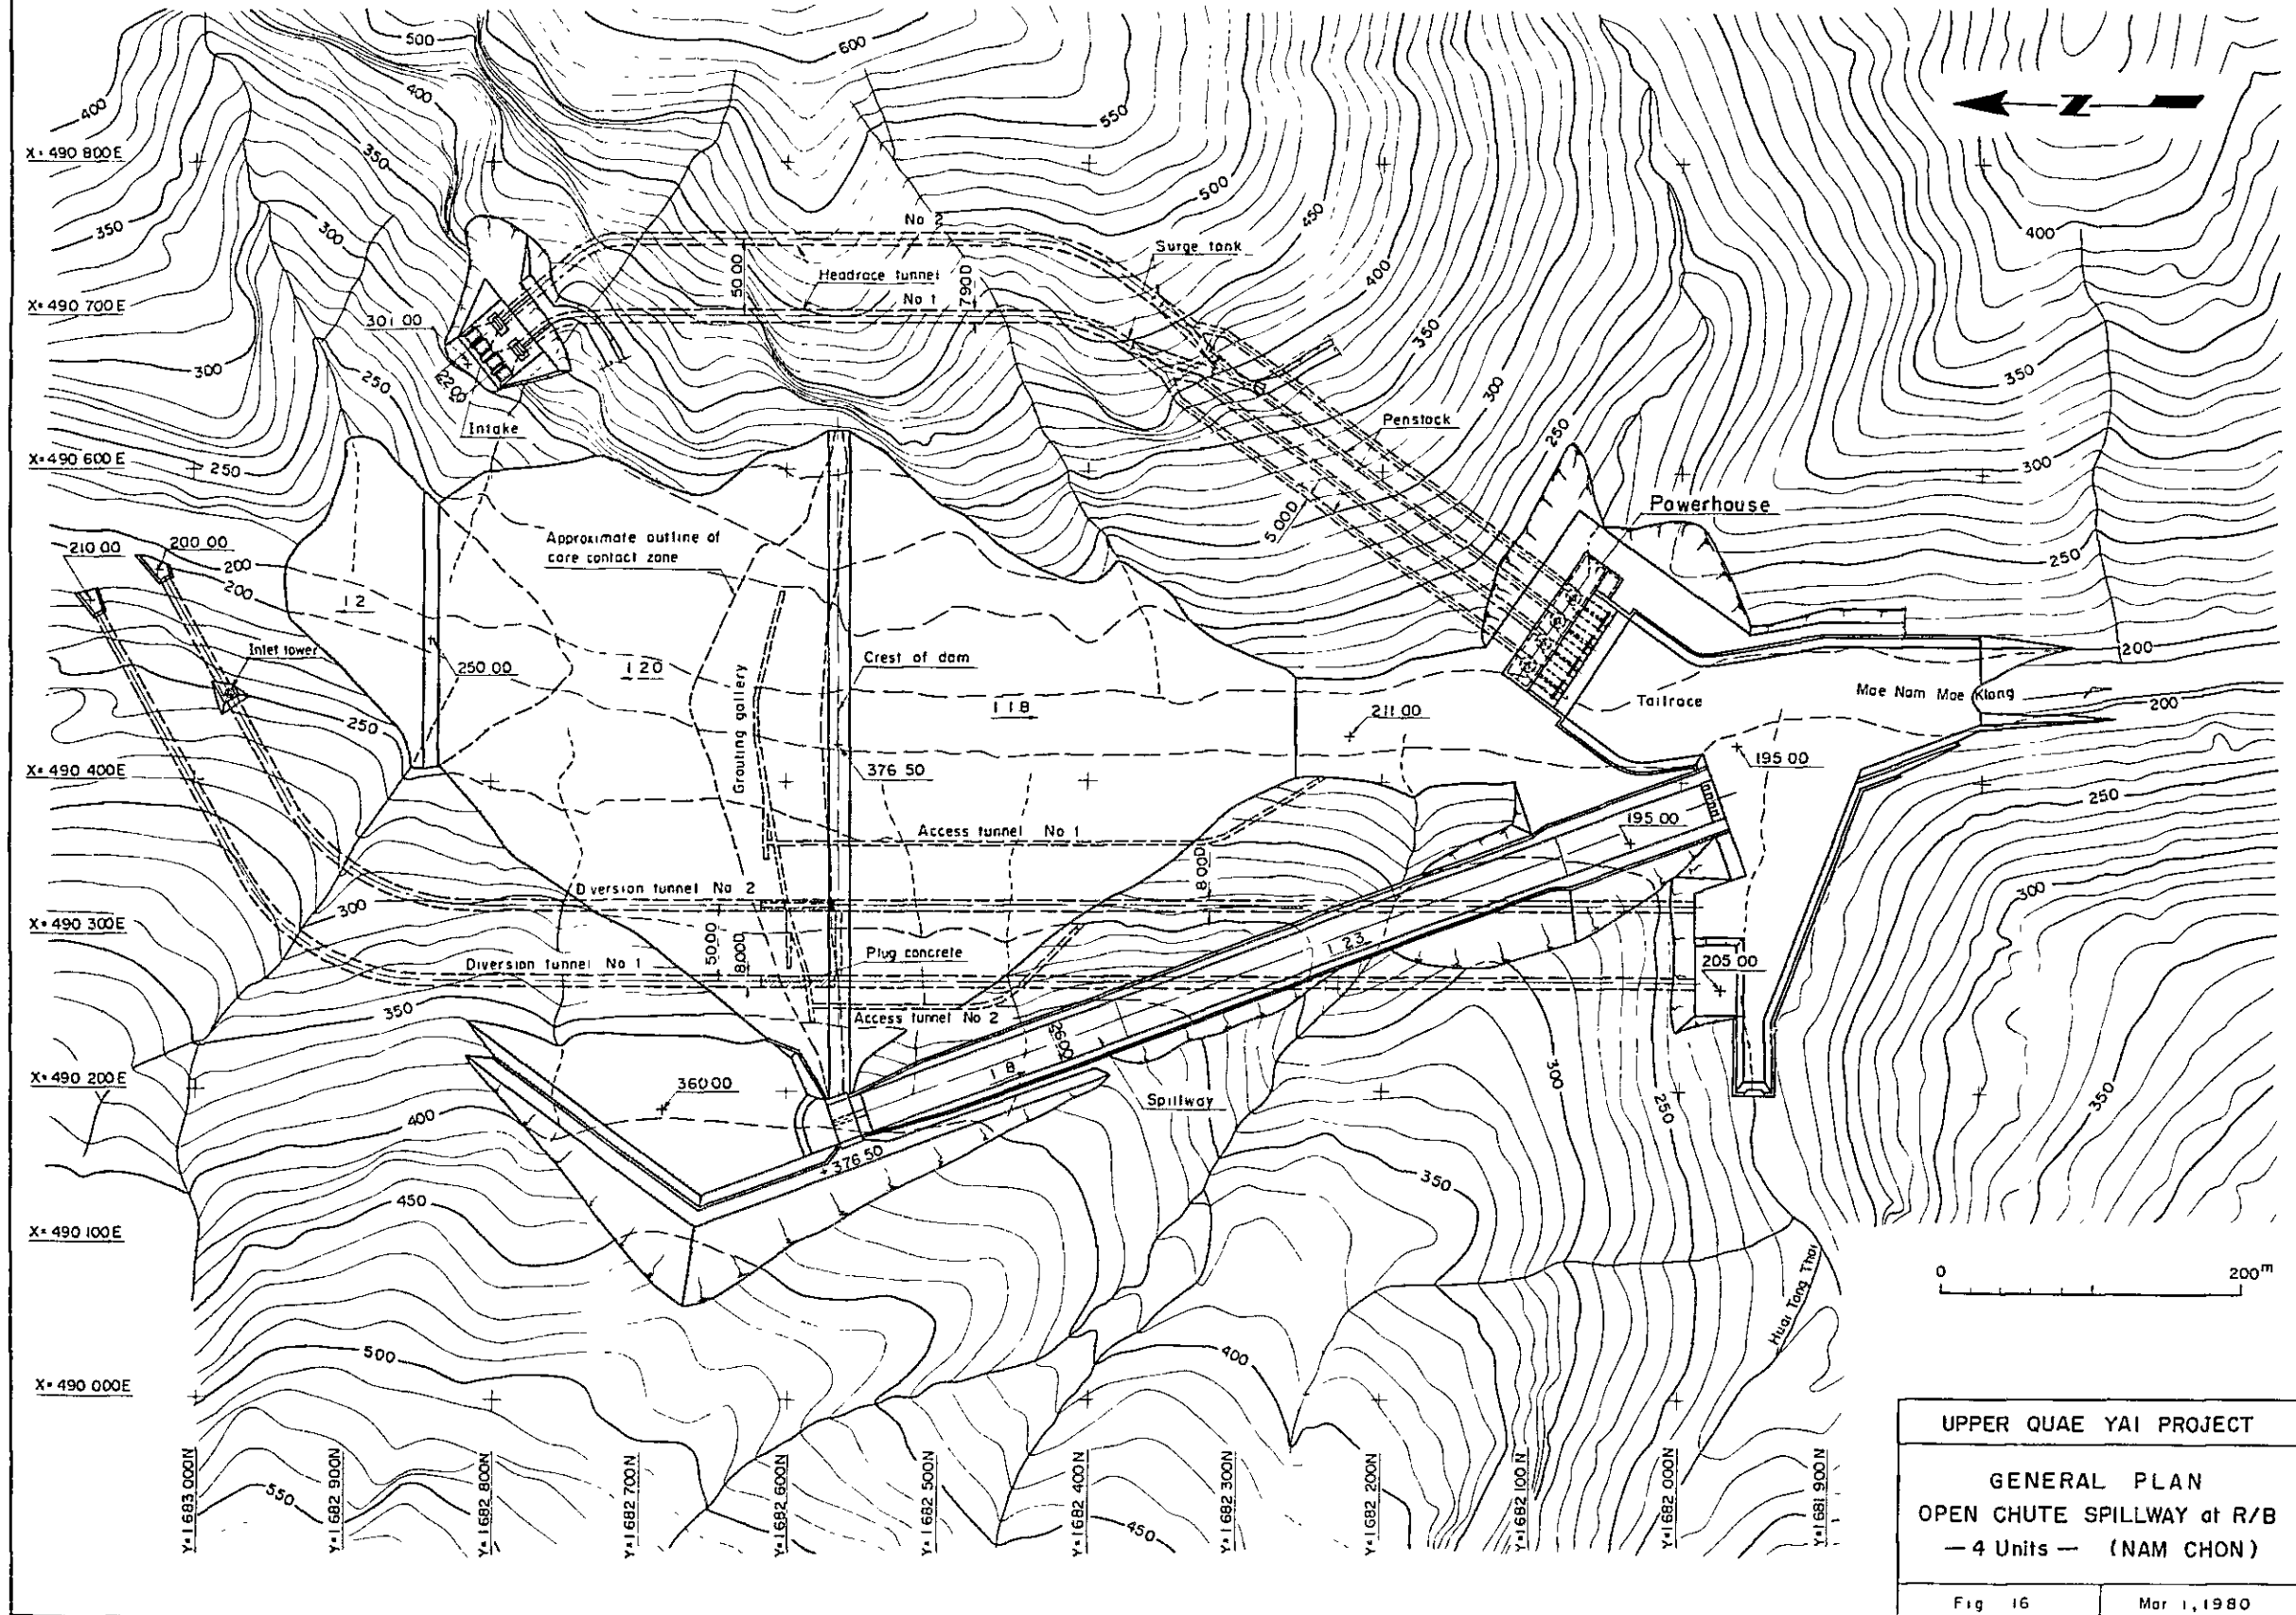 500
600
400
400
550
X = 490 800E
350
500
350
300
No 2
450
400
Surge tank
Headrace tunnel
50 00
7.90D
No 1
X = 490 700E
301 00
400
350
350
300
250
22.00
300
Penstock
250
Intake
X = 490 600E
250
300
Powerhouse
Approximate outline of
core contact zone
5.00D
210 00
200.00
200
200
250
1 2
Inlet tower
250.00
1 20
Crest of dam
Grouting gallery
1 1.8
211.00
Tailrace
Mae Nam Mae Klong
200
200
250
376 50
195 00
X = 490 400E
250
195 00
Access tunnel No 1
8 00D
Diversion tunnel No 2
300
300
X = 490 300E
50.00
8 00D
Plug concrete
1 2.3
Diversion tunnel No 1
205 00
350
Access tunnel No 2
26.00
1 8
300
250
350
X = 490 200E
360.00
Spillway
400
376 50
350
450
X = 490 100E
Huai Tong Thai
0 200m
500
400
X = 490 000E
550
450
Y = 1 683 000N
Y = 1 682 900N
Y = 1 682 800N
Y = 1 682 700N
Y = 1 682 600N
Y = 1 682 500N
Y = 1 682 400N
Y = 1 682 300N
Y = 1 682 200N
Y = 1 682 100N
Y = 1 682 000N
Y = 1 681 900N
Z
UPPER QUAE YAI PROJECT
GENERAL PLAN
OPEN CHUTE SPILLWAY at R/B
— 4 Units — (NAM CHON)
Fig 16
Mar 1, 1980